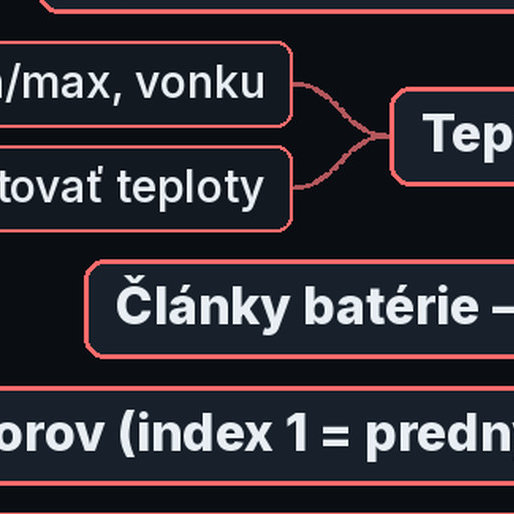 /max, vonku
Tep
tovať teploty
Články batérie –
orov (index 1 = predn